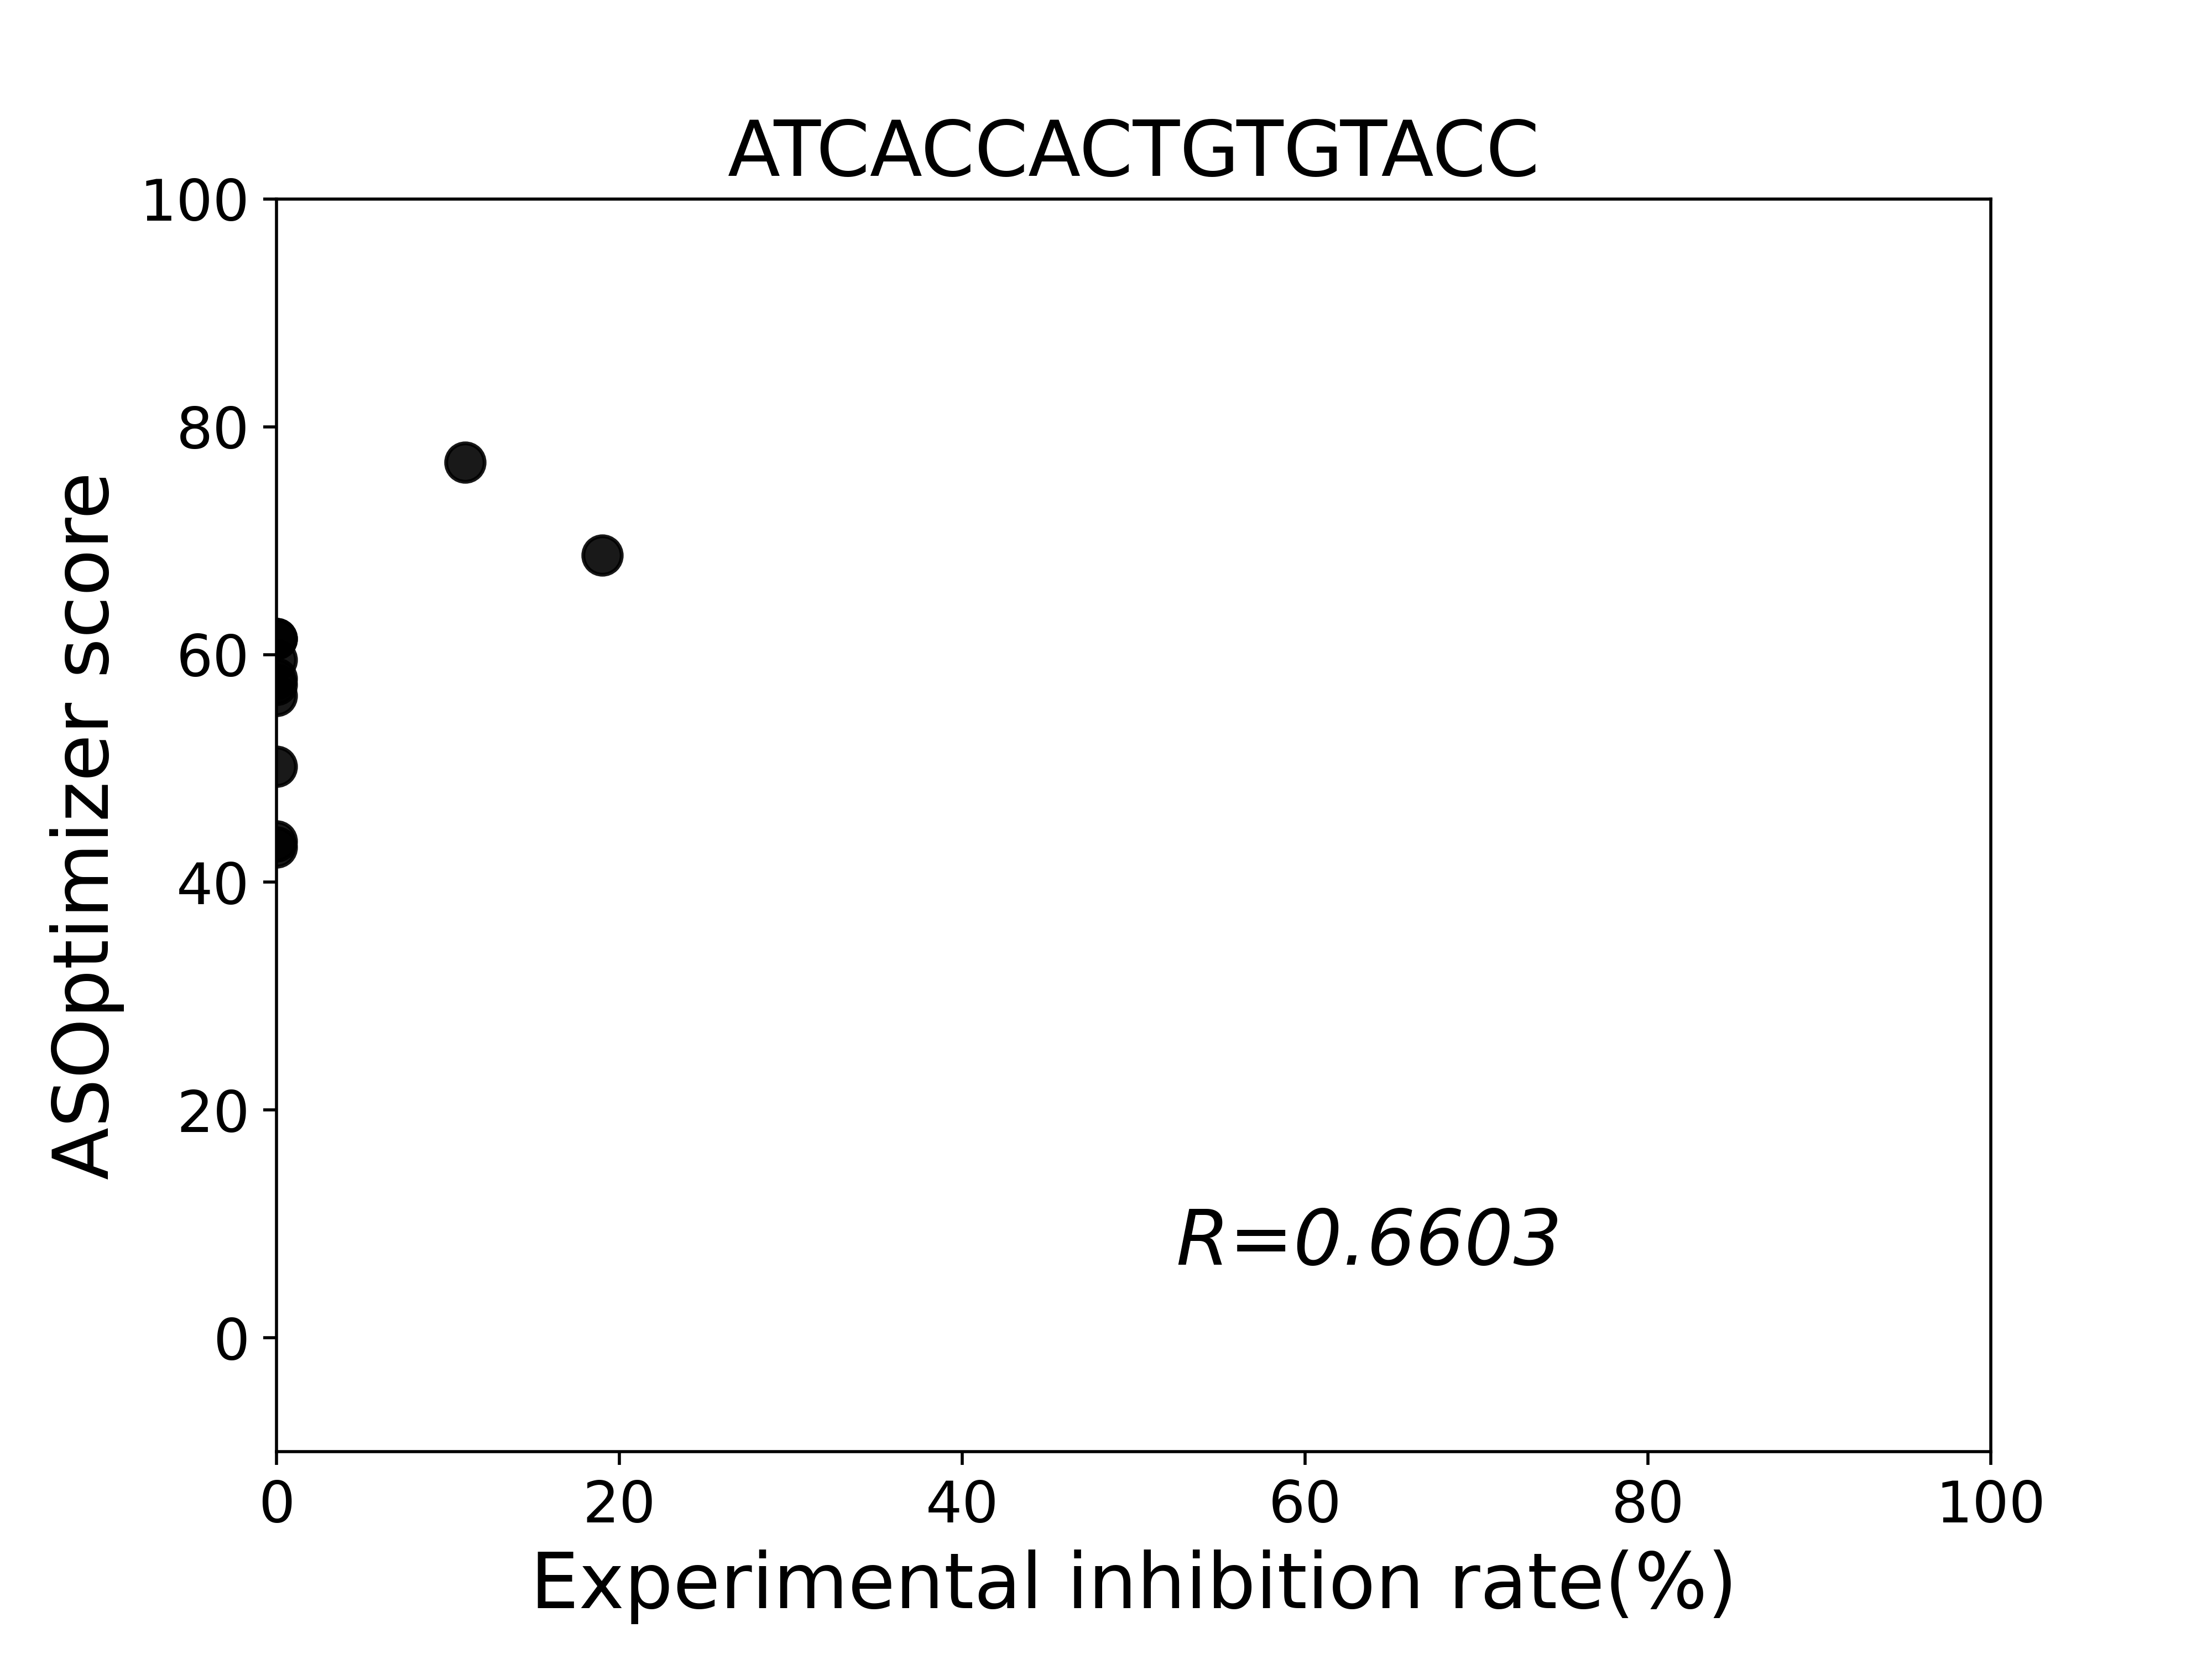 ATCACCACTGTGTACC
100
80
60
40
20
0
ASOptimizer score
R=0.6603
0 20 40 60 80 100
Experimental inhibition rate(%)